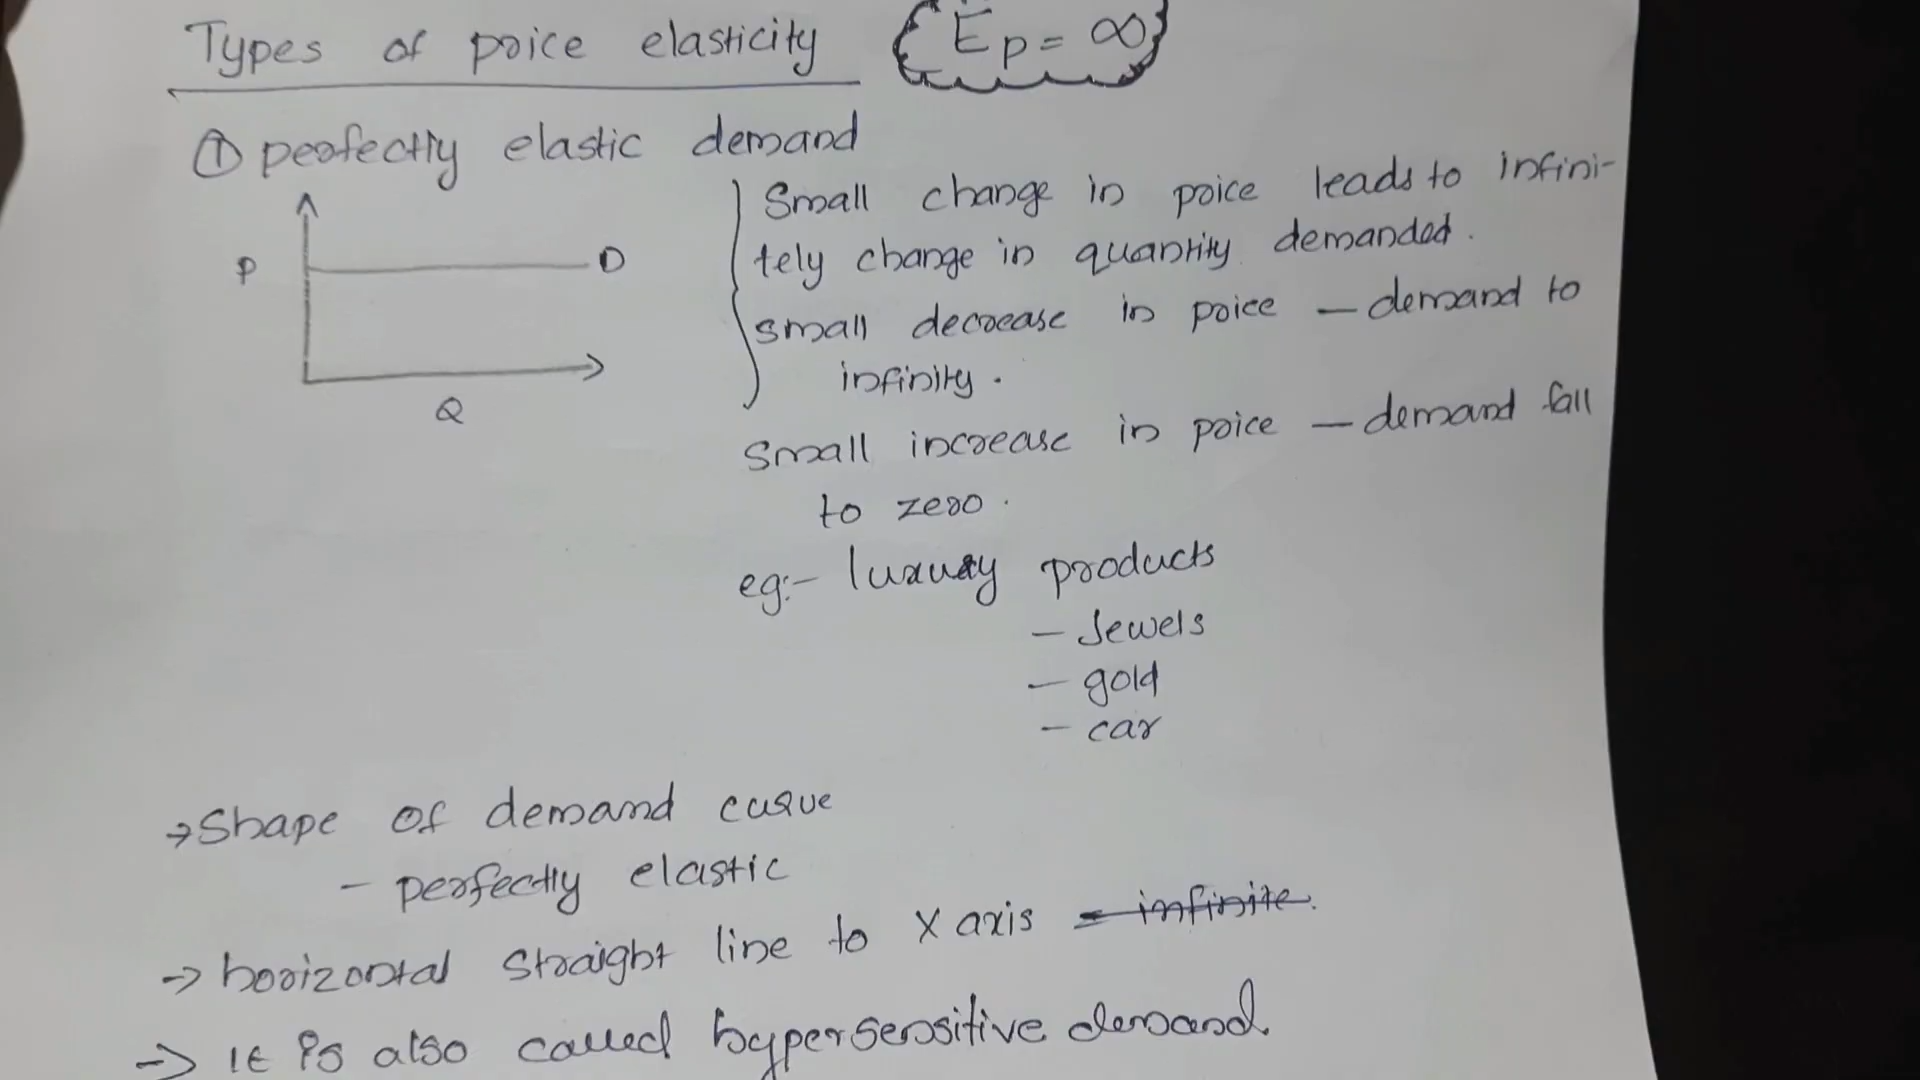 Types of price elasticity
Ep = ∞
① perfectly elastic demand
P
D
Q
Small change in price leads to infini-
tely change in quantity demanded.
small decrease in price – demand to
infinity.
Small increase in price – demand fall
to zero.
eg:- luxury products
- Jewels
- gold
- car
→ Shape of demand curve
- perfectly elastic
→ horizontal straight line to X axis = infinite.
→ It is also called hypersensitive demand